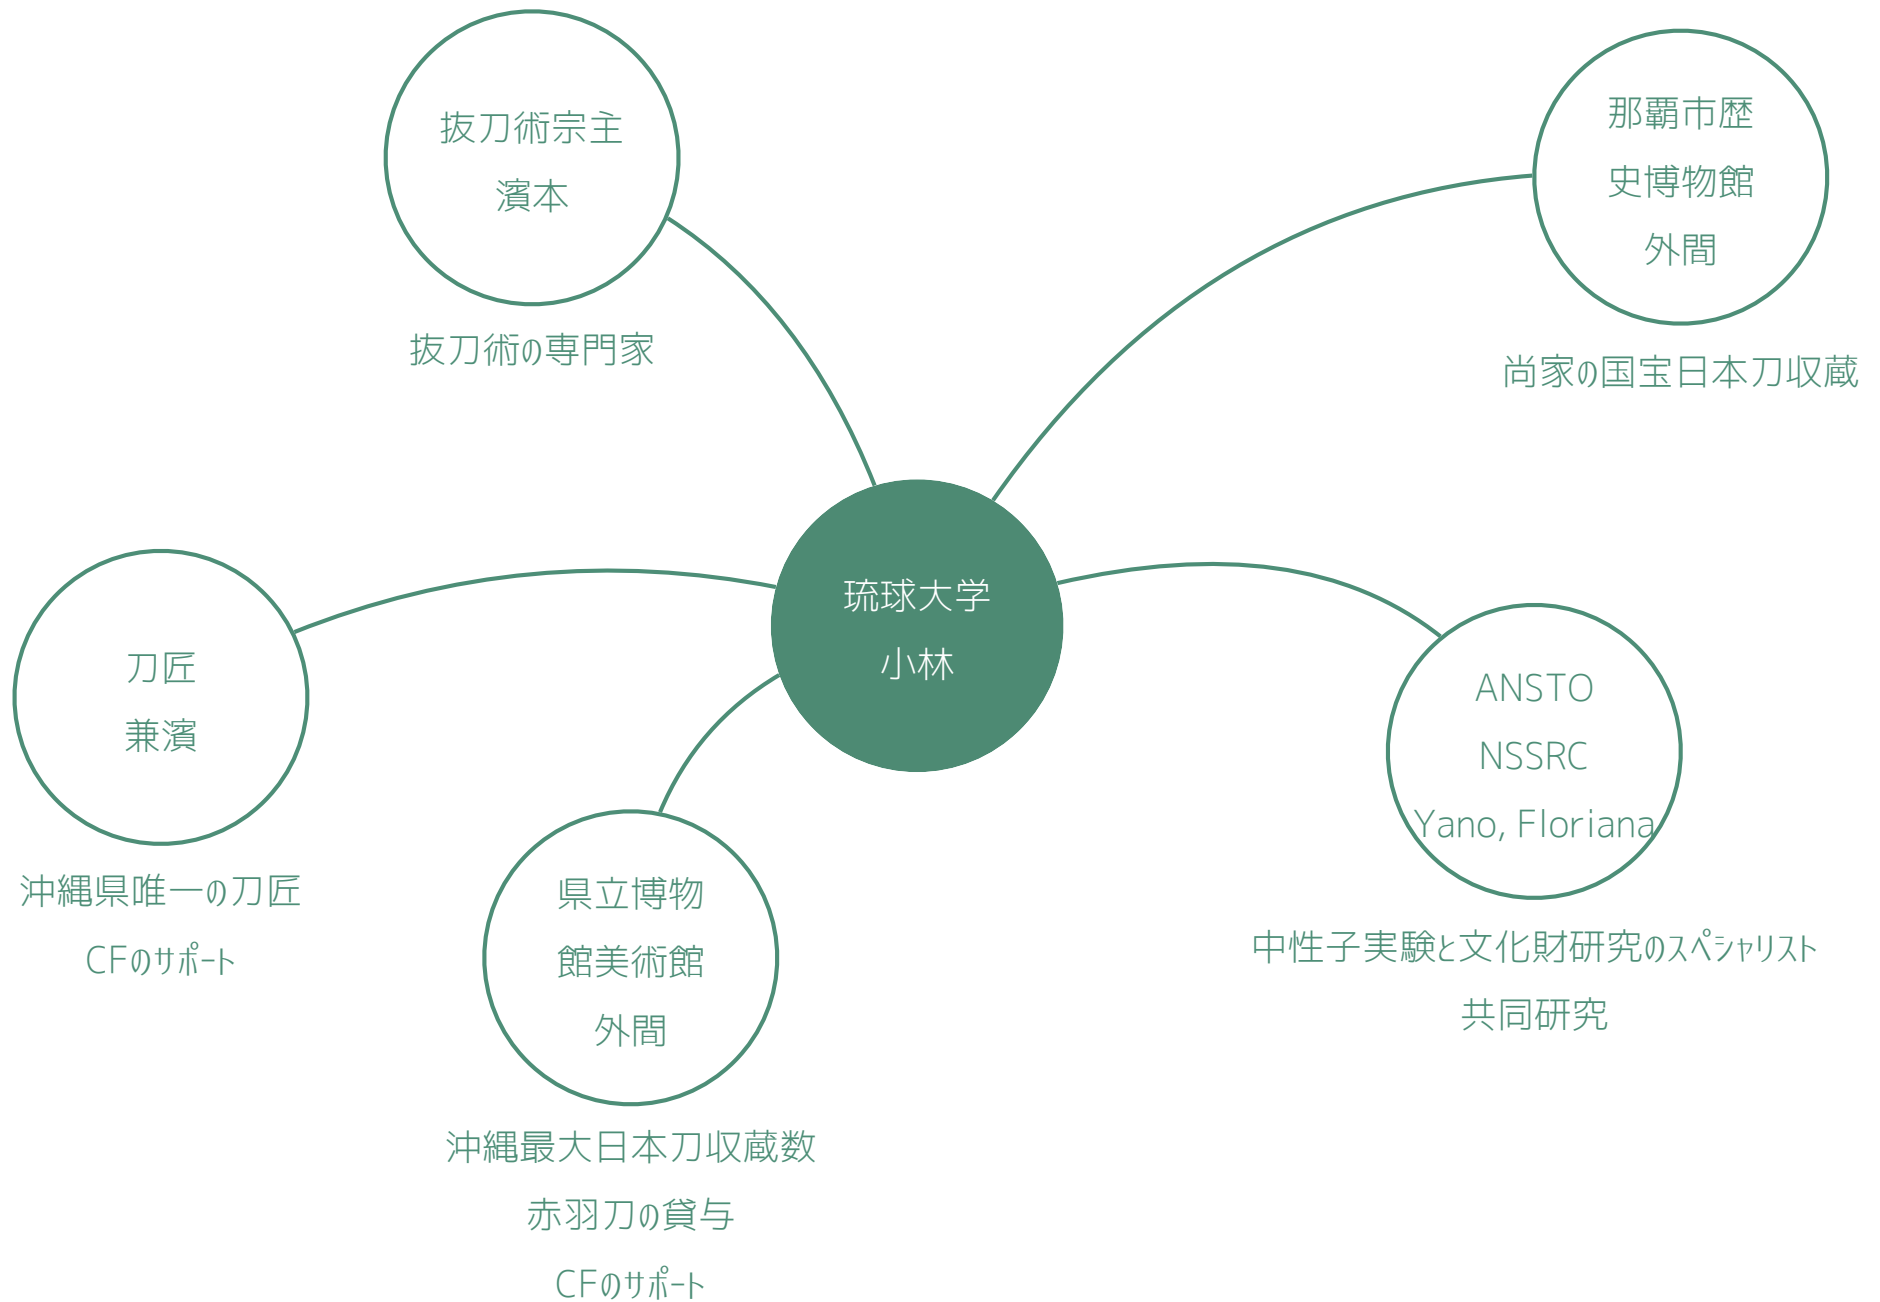 抜刀術宗主
濱本
抜刀術の専門家
那覇市歴
史博物館
外間
尚家の国宝日本刀収蔵
琉球大学
小林
刀匠
兼濱
沖縄県唯一の刀匠
CFのサポート
県立博物
館美術館
外間
沖縄最大日本刀収蔵数
赤羽刀の貸与
CFのサポート
ANSTO
NSSRC
Yano, Floriana
中性子実験と文化財研究のスペシャリスト
共同研究